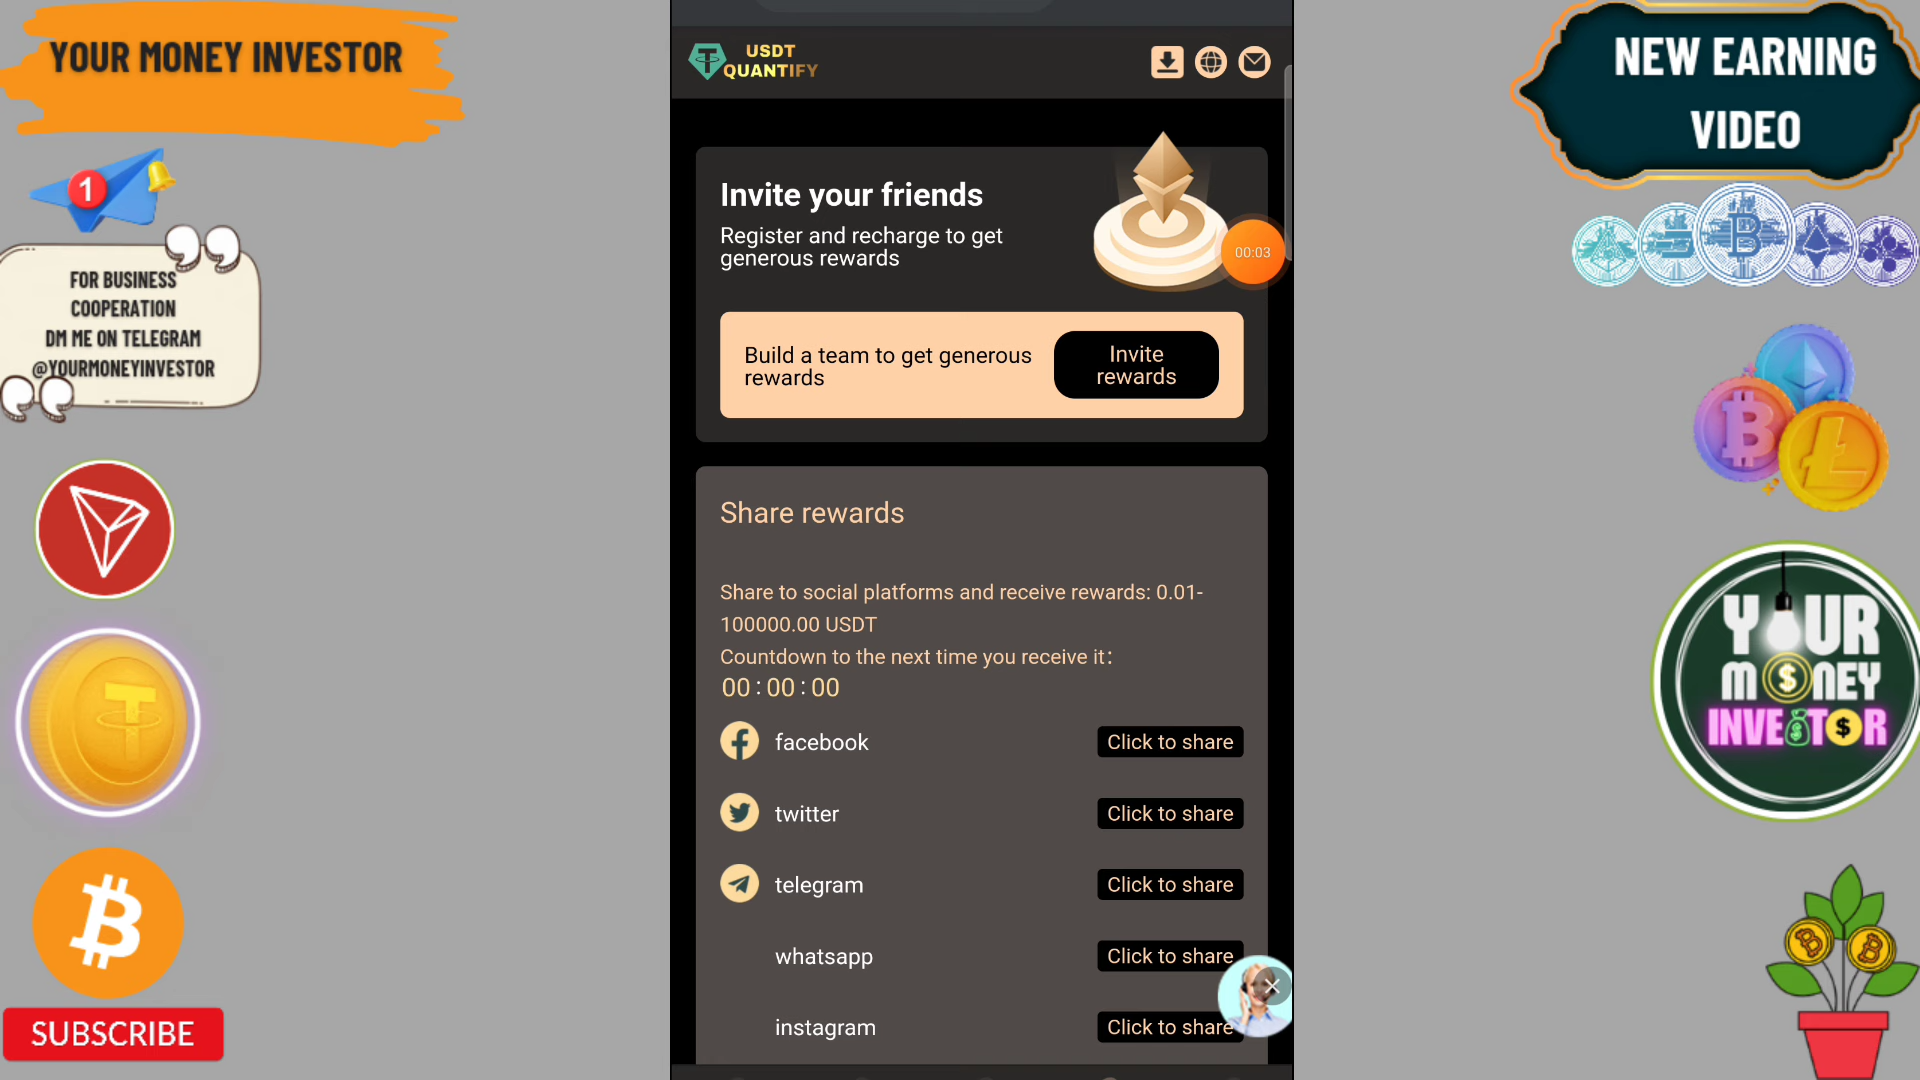 YOUR MONEY INVESTOR
1
FOR BUSINESS
COOPERATION
DM ME ON TELEGRAM
@YOURMONEYINVESTOR
SUBSCRIBE
USDT
QUANTIFY
Invite your friends
Register and recharge to get
generous rewards
00:03
Build a team to get generous
rewards
Invite
rewards
Share rewards
Share to social platforms and receive rewards: 0.01-
100000.00 USDT
Countdown to the next time you receive it：
00 : 00 : 00
facebook
Click to share
twitter
Click to share
telegram
Click to share
whatsapp
Click to share
instagram
Click to share
NEW EARNING
VIDEO
YOUR
MONEY
INVESTOR